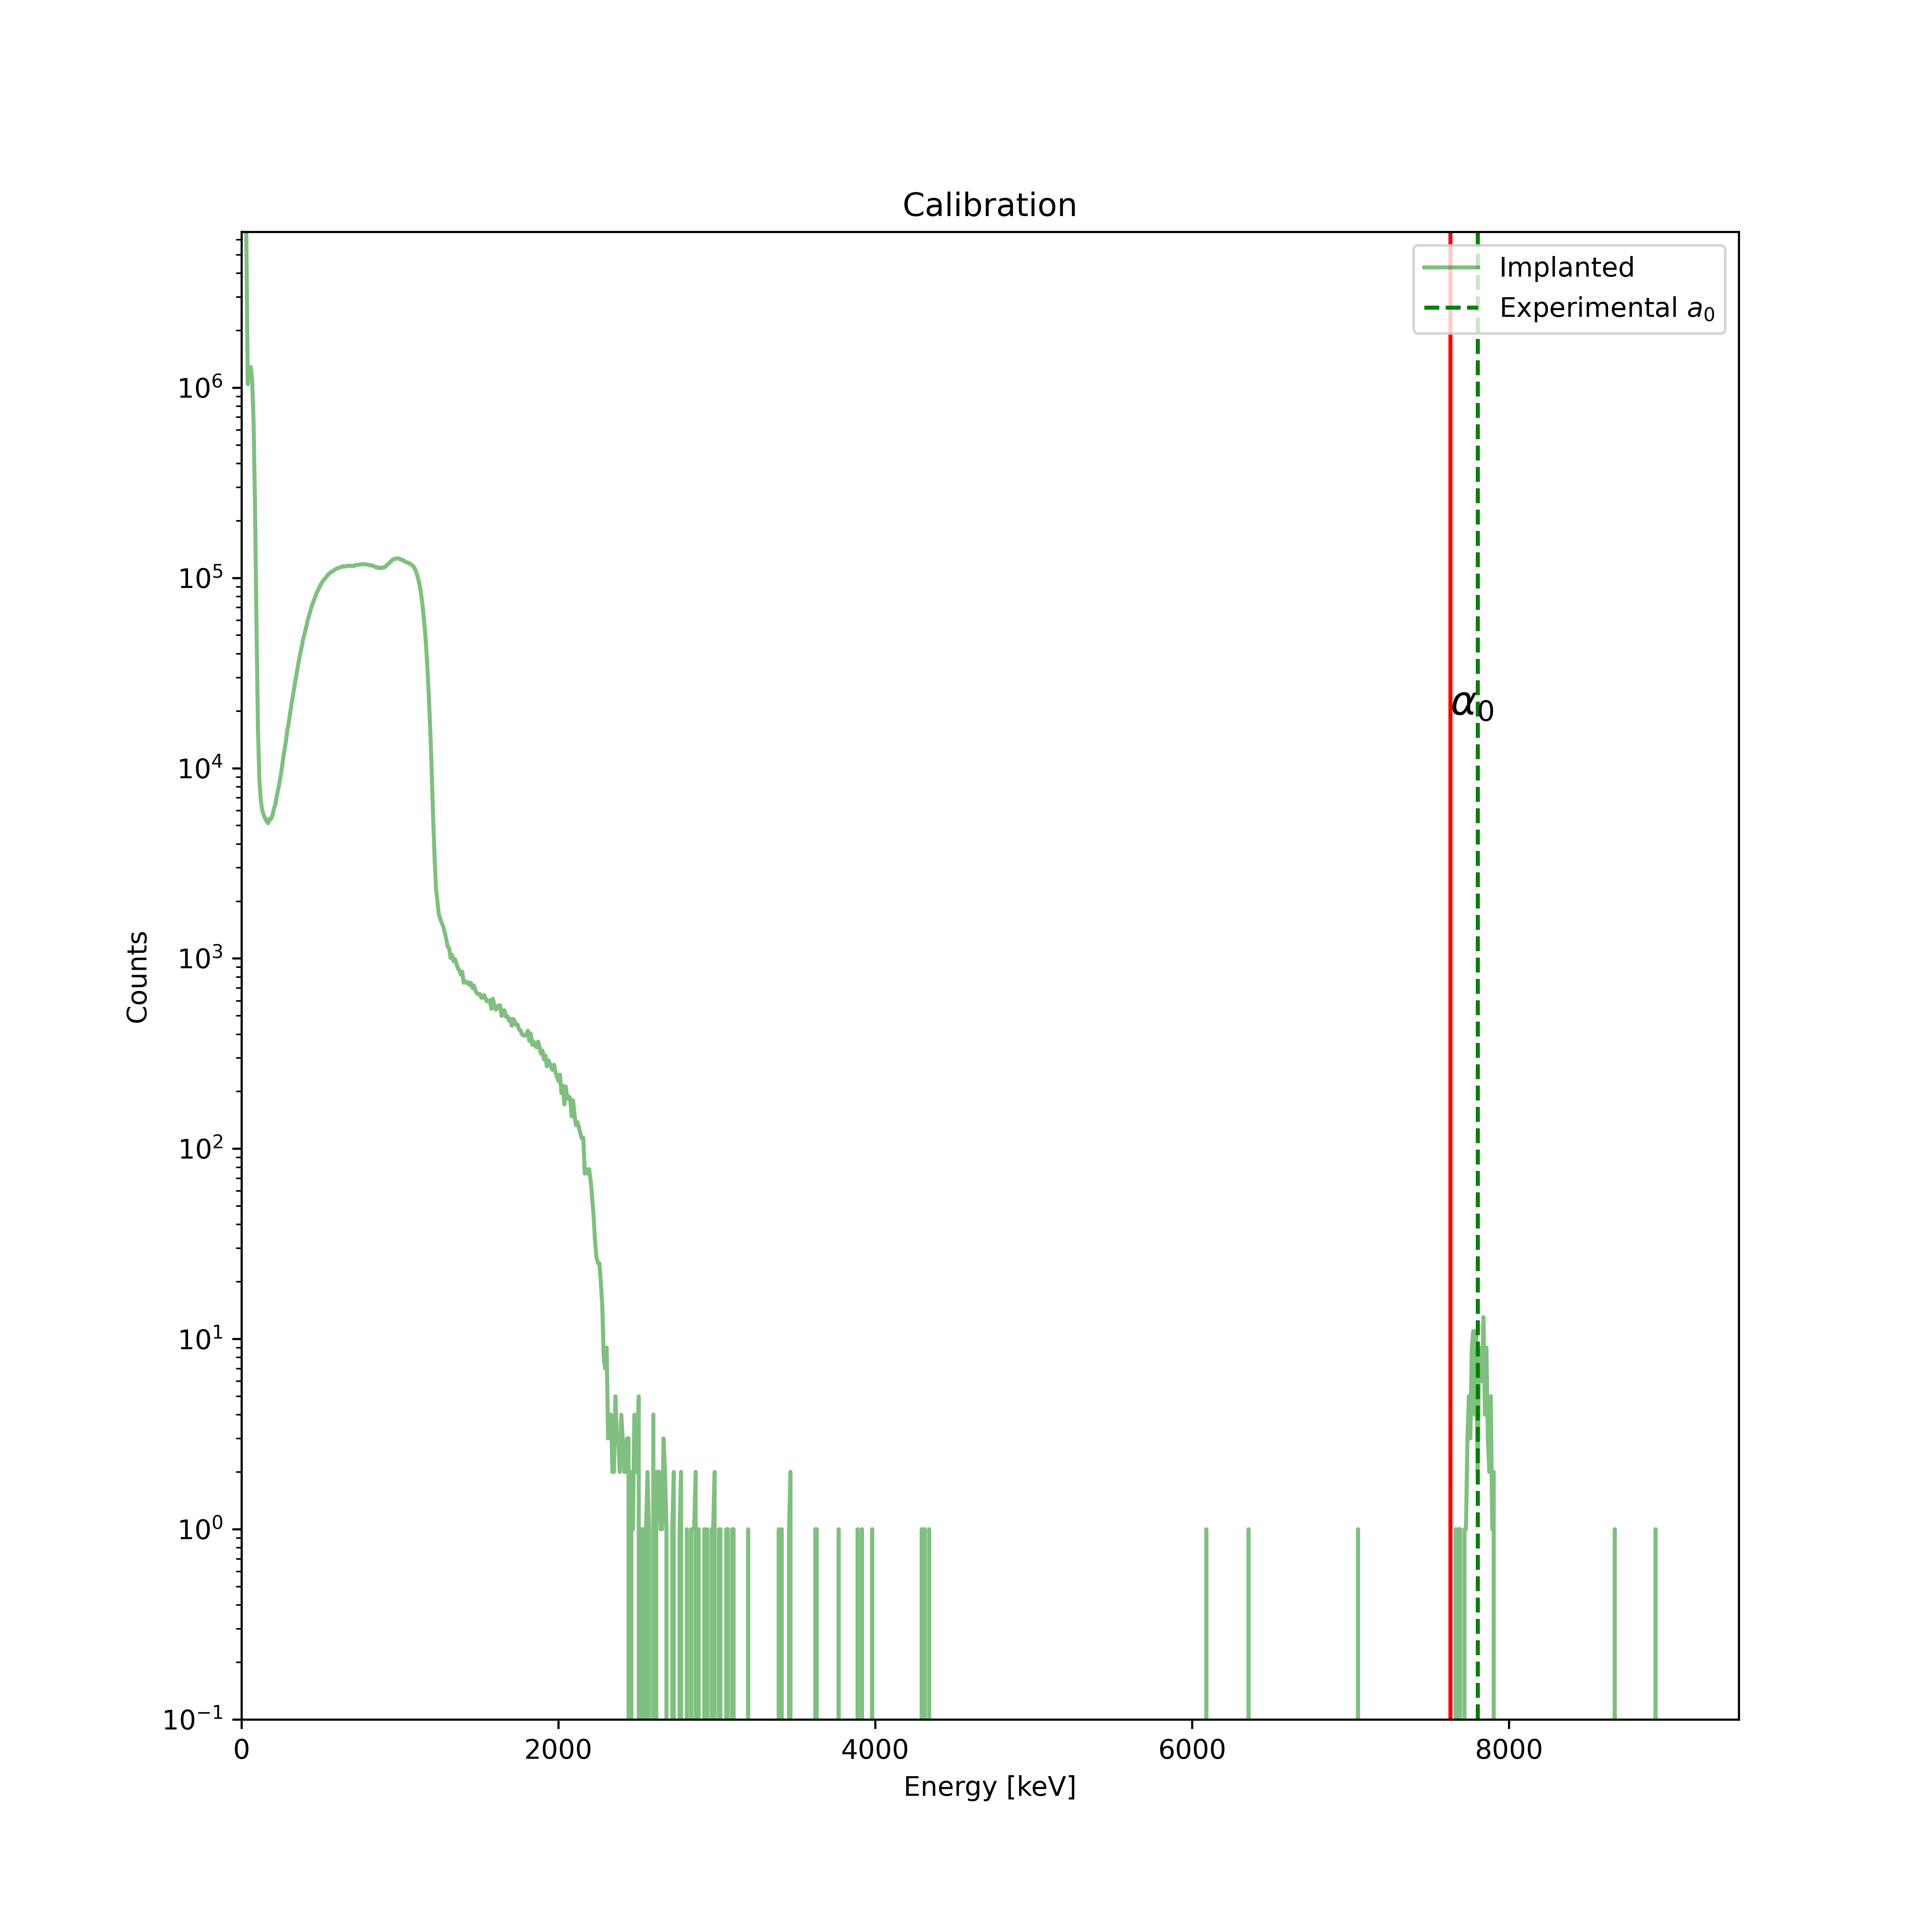 Calibration
Implanted
Experimental a₀
α₀
Counts
10⁶
10⁵
10⁴
10³
10²
10¹
10⁰
10⁻¹
0 2000 4000 6000 8000
Energy [keV]